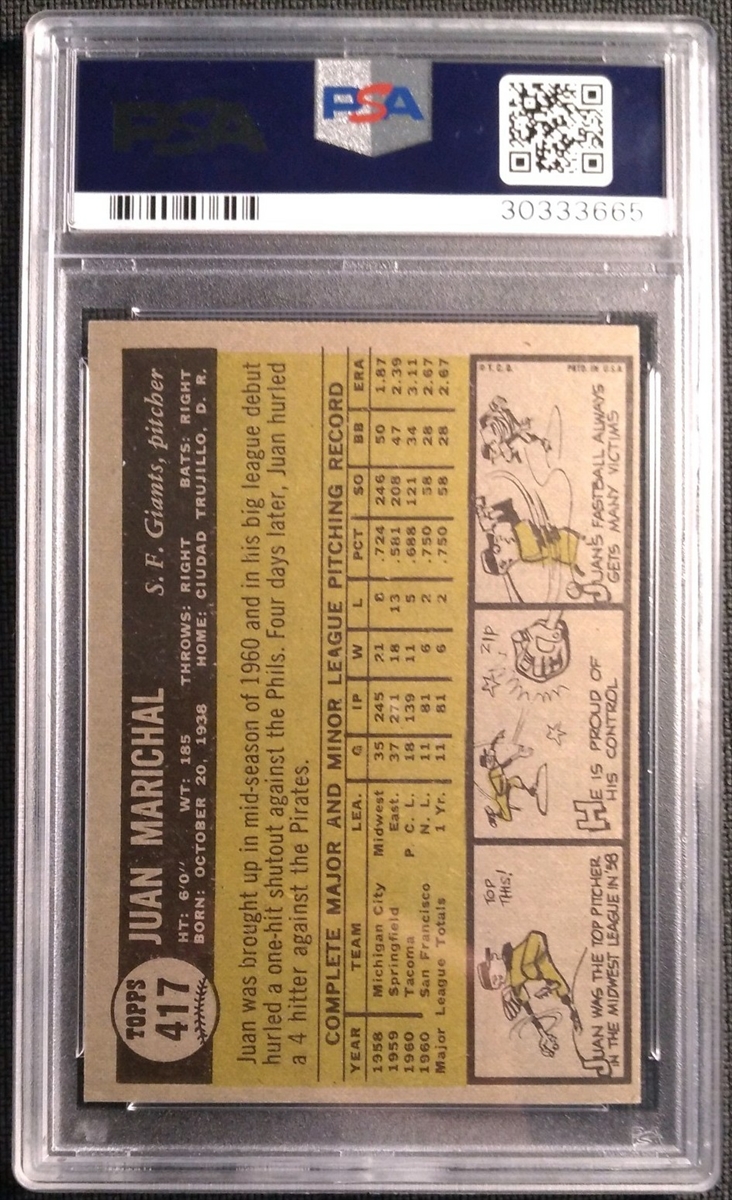 PSA
PSA
30333665
TOPPS
417
JUAN MARICHAL S. F. Giants, pitcher
HT: 6'0" WT: 185 THROWS: RIGHT BATS: RIGHT
BORN: OCTOBER 20, 1938 HOME: CIUDAD TRUJILLO, D. R.
Juan was brought up in mid-season of 1960 and in his big league debut
hurled a one-hit shutout against the Phils. Four days later, Juan hurled
a 4 hitter against the Pirates.
COMPLETE MAJOR AND MINOR LEAGUE PITCHING RECORD
YEAR TEAM LEA. G IP W L PCT SO BB ERA
1958 Michigan City Midwest 35 245 21 8 .724 246 50 1.87
1959 Springfield East. 37 271 18 13 .581 208 47 2.39
1960 Tacoma P. C. L. 18 139 11 5 .688 121 34 3.11
1960 San Francisco N. L. 11 81 6 2 .750 58 28 2.67
Major League Totals 1 Yr. 11 81 6 2 .750 58 28 2.67
TOP
THIS!
JUAN WAS THE TOP PITCHER
IN THE MIDWEST LEAGUE IN '58
ZIP
HE IS PROUD OF
HIS CONTROL
© T. C. G. PRTD. IN U.S.A.
JUAN'S FASTBALL ALWAYS
GETS MANY VICTIMS